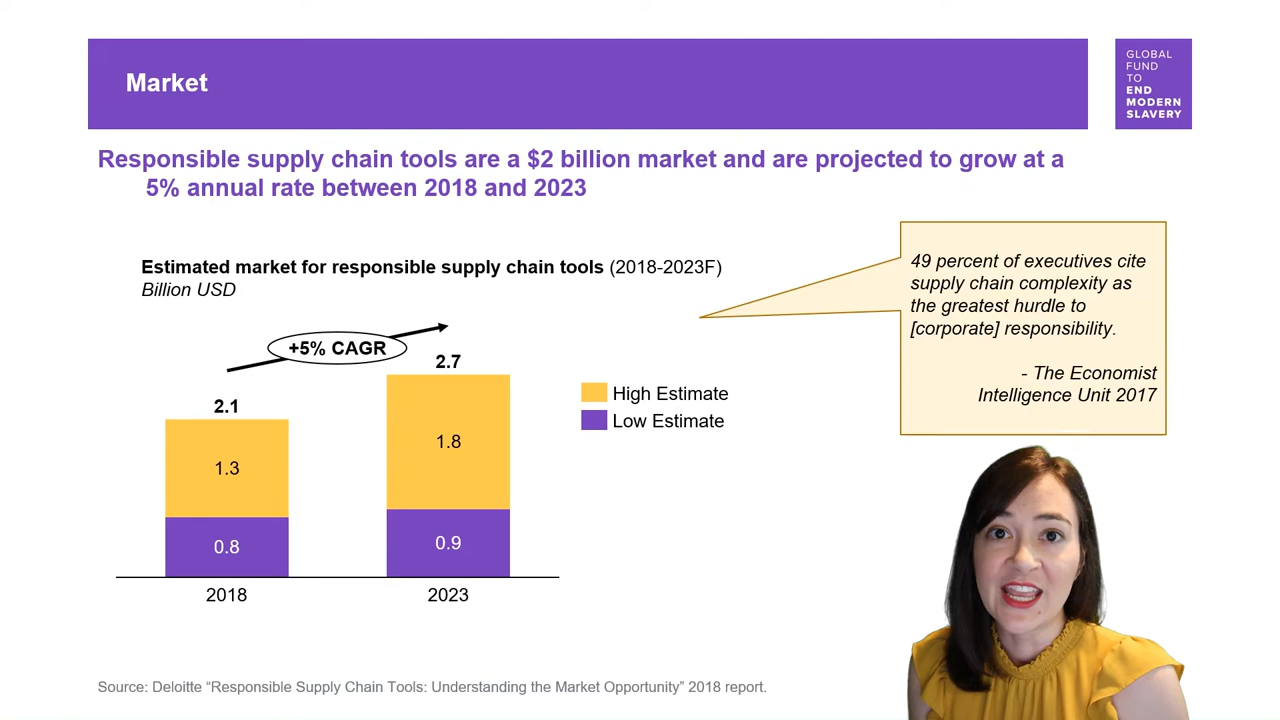 Market
GLOBAL
FUND
TO
END
MODERN
SLAVERY
Responsible supply chain tools are a $2 billion market and are projected to grow at a
5% annual rate between 2018 and 2023
Estimated market for responsible supply chain tools (2018-2023F)
Billion USD
+5% CAGR
2.1
1.3
0.8
2018
2.7
1.8
0.9
2023
High Estimate
Low Estimate
49 percent of executives cite
supply chain complexity as
the greatest hurdle to
[corporate] responsibility.
- The Economist
Intelligence Unit 2017
Source: Deloitte “Responsible Supply Chain Tools: Understanding the Market Opportunity” 2018 report.